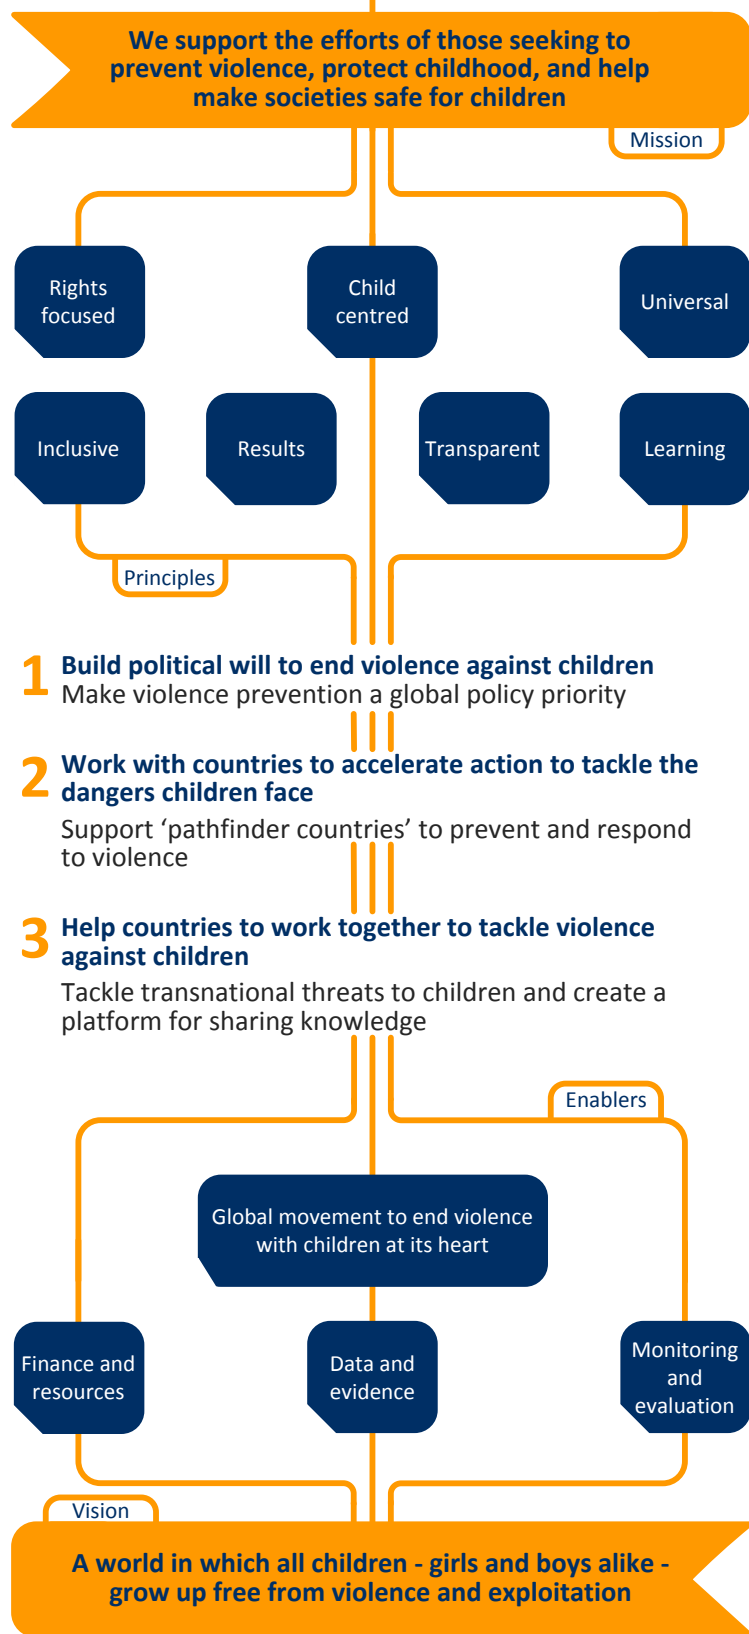 We support the efforts of those seeking to
prevent violence, protect childhood, and help
make societies safe for children
Mission
Rights
focused
Child
centred
Universal
Inclusive
Results
Transparent
Learning
Principles
1 Build political will to end violence against children
Make violence prevention a global policy priority
2 Work with countries to accelerate action to tackle the
dangers children face
Support ‘pathfinder countries’ to prevent and respond
to violence
3 Help countries to work together to tackle violence
against children
Tackle transnational threats to children and create a
platform for sharing knowledge
Enablers
Global movement to end violence
with children at its heart
Finance and
resources
Data and
evidence
Monitoring
and
evaluation
Vision
A world in which all children - girls and boys alike -
grow up free from violence and exploitation